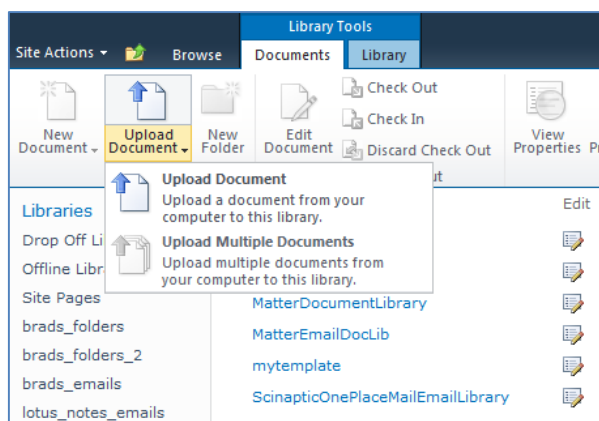 Library Tools
Site Actions Browse Documents Library
New Document
Upload Document
New Folder
Edit Document
Check Out
Check In
Discard Check Out
View Properties
Upload Document
Upload a document from your
computer to this library.
Upload Multiple Documents
Upload multiple documents from
your computer to this library.
Libraries
Drop Off Li
Offline Libr
Site Pages
brads_folders
brads_folders_2
brads_emails
lotus_notes_emails
Edit
MatterDocumentLibrary
MatterEmailDocLib
mytemplate
ScinapticOnePlaceMailEmailLibrary